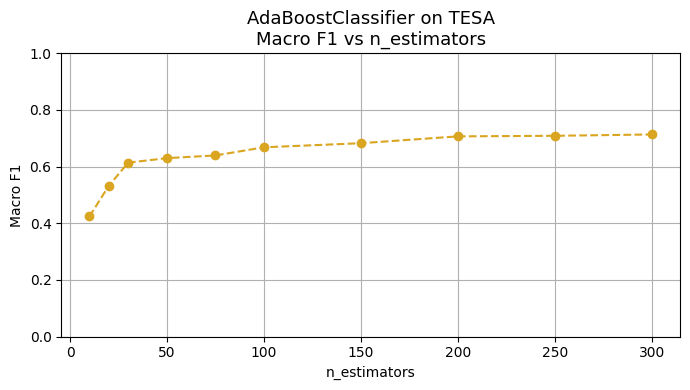 AdaBoostClassifier on TESA
Macro F1 vs n_estimators
1.0
0.8
0.6
0.4
0.2
0.0
Macro F1
0 50 100 150 200 250 300
n_estimators